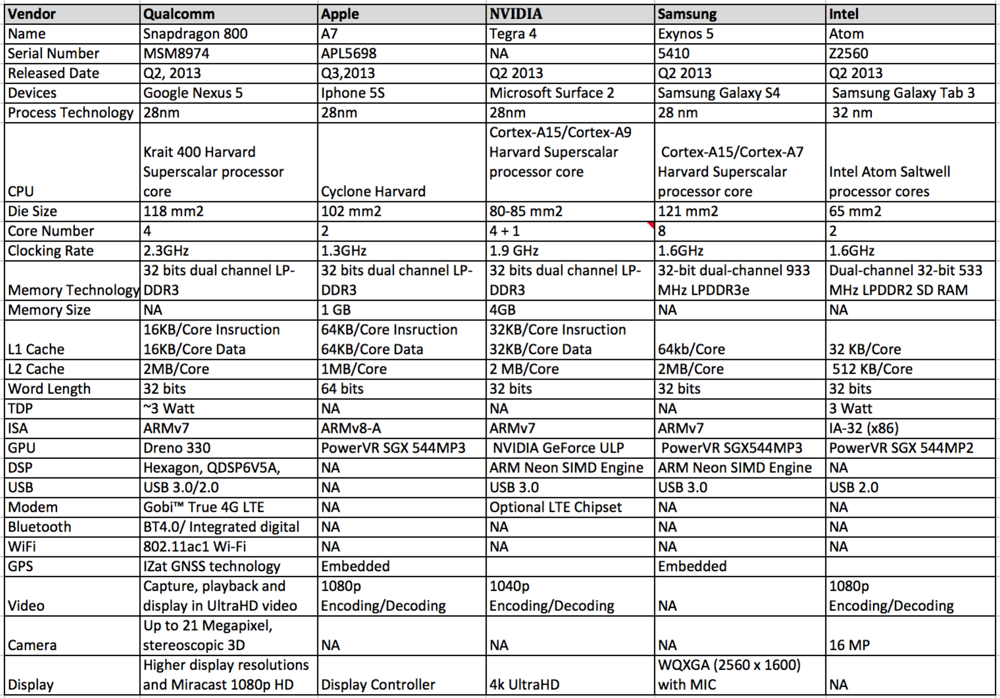 Vendor Qualcomm Apple NVIDIA Samsung Intel
Name Snapdragon 800 A7 Tegra 4 Exynos 5 Atom
Serial Number MSM8974 APL5698 NA 5410 Z2560
Released Date Q2, 2013 Q3,2013 Q2 2013 Q2 2013 Q2 2013
Devices Google Nexus 5 Iphone 5S Microsoft Surface 2 Samsung Galaxy S4 Samsung Galaxy Tab 3
Process Technology 28nm 28nm 28nm 28 nm 32 nm
Cortex-A15/Cortex-A9
Krait 400 Harvard Harvard Superscalar Cortex-A15/Cortex-A7
Superscalar processor processor core Harvard Superscalar Intel Atom Saltwell
CPU core Cyclone Harvard processor core processor cores
Die Size 118 mm2 102 mm2 80-85 mm2 121 mm2 65 mm2
Core Number 4 2 4 + 1 8 2
Clocking Rate 2.3GHz 1.3GHz 1.9 GHz 1.6GHz 1.6GHz
32 bits dual channel LP- 32 bits dual channel LP- 32 bits dual channel LP- 32-bit dual-channel 933 Dual-channel 32-bit 533
Memory Technology DDR3 DDR3 DDR3 MHz LPDDR3e MHz LPDDR2 SD RAM
Memory Size NA 1 GB 4GB NA NA
16KB/Core Insruction 64KB/Core Insruction 32KB/Core Insruction
L1 Cache 16KB/Core Data 64KB/Core Data 32KB/Core Data 64kb/Core 32 KB/Core
L2 Cache 2MB/Core 1MB/Core 2 MB/Core 2MB/Core 512 KB/Core
Word Length 32 bits 64 bits 32 bits 32 bits 32 bits
TDP ~3 Watt NA NA NA 3 Watt
ISA ARMv7 ARMv8-A ARMv7 ARMv7 IA-32 (x86)
GPU Dreno 330 PowerVR SGX 544MP3 NVIDIA GeForce ULP PowerVR SGX544MP3 PowerVR SGX 544MP2
DSP Hexagon, QDSP6V5A, NA ARM Neon SIMD Engine ARM Neon SIMD Engine NA
USB USB 3.0/2.0 NA USB 3.0 USB 3.0 USB 2.0
Modem Gobi™ True 4G LTE NA Optional LTE Chipset NA NA
Bluetooth BT4.0/ Integrated digital NA NA NA NA
WiFi 802.11ac1 Wi-Fi NA NA NA NA
GPS IZat GNSS technology Embedded Embedded
Capture, playback and 1080p 1040p 1080p
Video display in UltraHD video Encoding/Decoding Encoding/Decoding NA Encoding/Decoding
Up to 21 Megapixel,
Camera stereoscopic 3D NA NA NA 16 MP
Higher display resolutions WQXGA (2560 x 1600)
Display and Miracast 1080p HD Display Controller 4k UltraHD with MIC NA